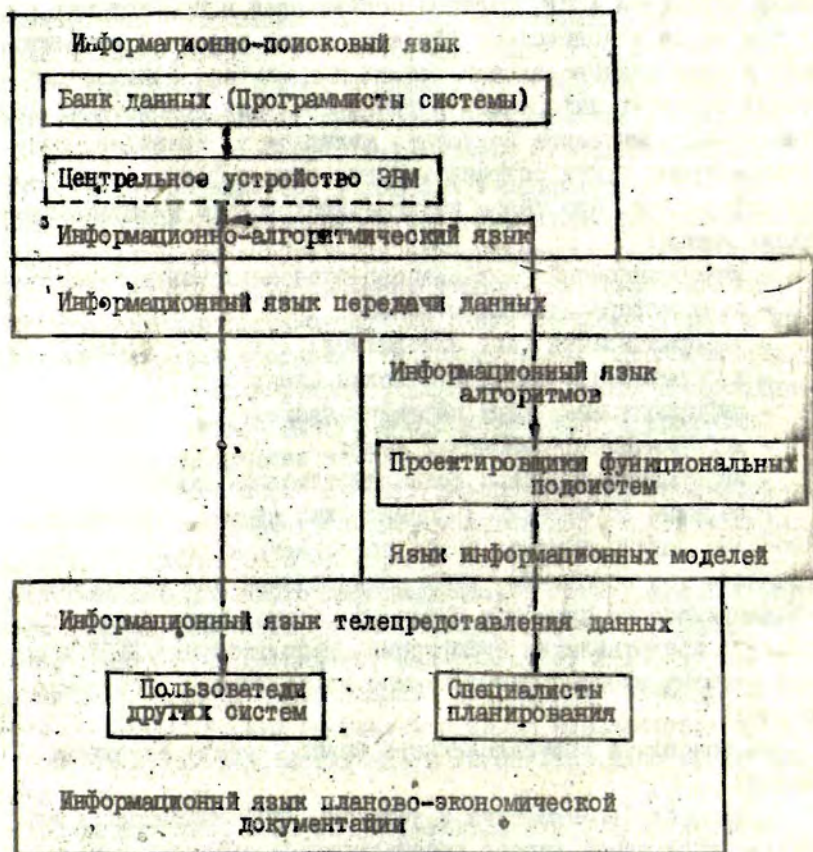 Информационно-поисковый язык
Банк данных (Программисты системы)
Центральное устройство ЭВМ
Информационно-алгоритмический язык
Информационный язык передачи данных
Информационный язык
алгоритмов
Проектировщики функциональных
подсистем
Язык информационных моделей
Информационный язык телепредставления данных
Пользователи
других систем
Специалисты
планирования
Информационый язык планово-экономической
документации